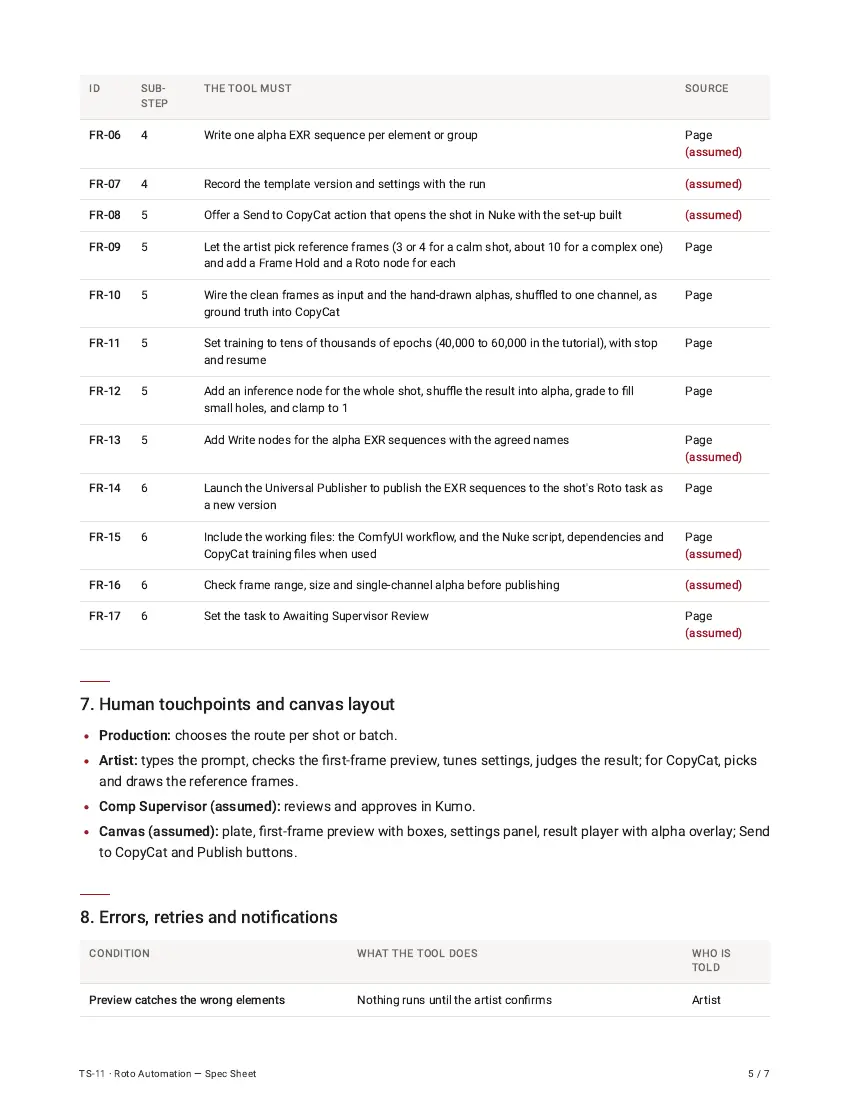 ID SUB- THE TOOL MUST SOURCE
STEP
FR-06 4 Write one alpha EXR sequence per element or group Page
(assumed)
FR-07 4 Record the template version and settings with the run (assumed)
FR-08 5 Offer a Send to CopyCat action that opens the shot in Nuke with the set-up built (assumed)
FR-09 5 Let the artist pick reference frames (3 or 4 for a calm shot, about 10 for a complex one) Page
and add a Frame Hold and a Roto node for each
FR-10 5 Wire the clean frames as input and the hand-drawn alphas, shuffled to one channel, as Page
ground truth into CopyCat
FR-11 5 Set training to tens of thousands of epochs (40,000 to 60,000 in the tutorial), with stop Page
and resume
FR-12 5 Add an inference node for the whole shot, shuffle the result into alpha, grade to fill Page
small holes, and clamp to 1
FR-13 5 Add Write nodes for the alpha EXR sequences with the agreed names Page
(assumed)
FR-14 6 Launch the Universal Publisher to publish the EXR sequences to the shot's Roto task as Page
a new version
FR-15 6 Include the working files: the ComfyUI workflow, and the Nuke script, dependencies and Page
CopyCat training files when used (assumed)
FR-16 6 Check frame range, size and single-channel alpha before publishing (assumed)
FR-17 6 Set the task to Awaiting Supervisor Review Page
(assumed)
7. Human touchpoints and canvas layout
• Production: chooses the route per shot or batch.
• Artist: types the prompt, checks the first-frame preview, tunes settings, judges the result; for CopyCat, picks
and draws the reference frames.
• Comp Supervisor (assumed): reviews and approves in Kumo.
• Canvas (assumed): plate, first-frame preview with boxes, settings panel, result player with alpha overlay; Send
to CopyCat and Publish buttons.
8. Errors, retries and notifications
CONDITION WHAT THE TOOL DOES WHO IS
TOLD
Preview catches the wrong elements Nothing runs until the artist confirms Artist
TS-11 · Roto Automation — Spec Sheet 5 / 7